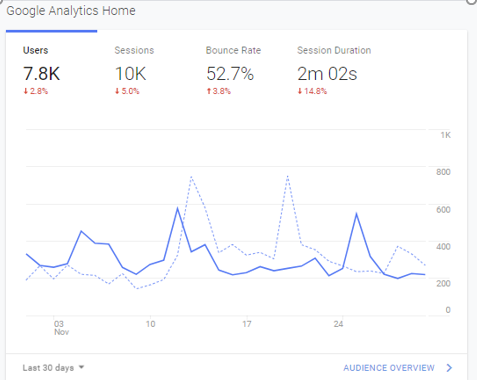 Google Analytics Home
Users Sessions Bounce Rate Session Duration
7.8K 10K 52.7% 2m 02s
↓2.8% ↓5.0% ↑3.8% ↓14.8%
1K
800
600
400
200
0
03 10 17 24
Nov
Last 30 days AUDIENCE OVERVIEW